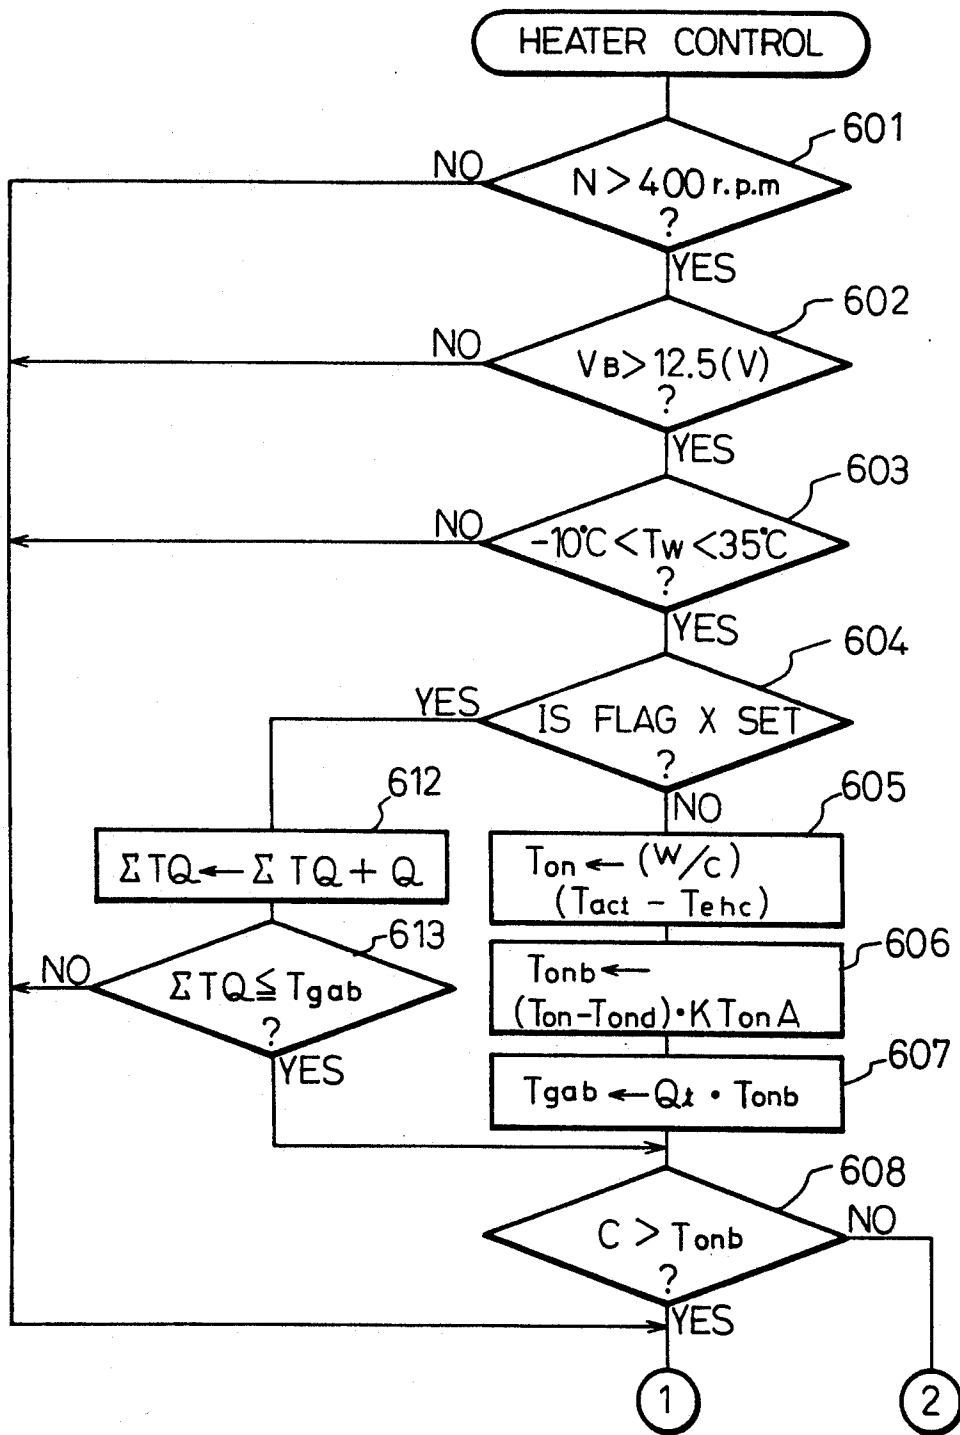 HEATER CONTROL
601
NO
N > 400 r.p.m
?
YES
602
NO
VB > 12.5 (V)
?
YES
603
NO
-10°C < TW < 35°C
?
YES
604
YES
IS FLAG X SET
?
NO
612
ΣTQ ← ΣTQ + Q
605
Ton ← (W/C)
(Tact - Tehc)
613
NO
ΣTQ ≦ Tgab
?
YES
606
Tonb ←
(Ton-Tond)・KTonA
607
Tgab ← Qt・Tonb
608
C > Tonb
?
NO
YES
1
2